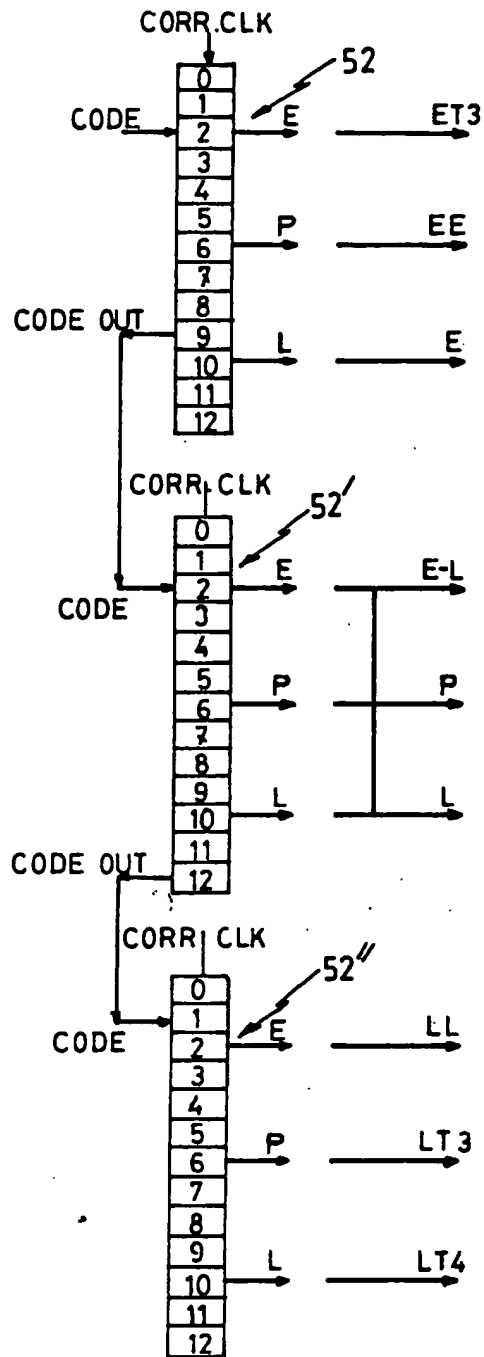 CORR.CLK
0
52
1
CODE 2 E ET3
3
4
5
6 P EE
7
8
CODE OUT 9
10 L E
11
12
CORR.CLK
0
52′
1
CODE 2 E E-L
3
4
5
6 P P
7
8
9
10 L L
11
CODE OUT 12
CORR CLK
0
52″
1
CODE
2 E LL
3
4
5
6 P LT3
7
8
9
10 L LT4
11
12